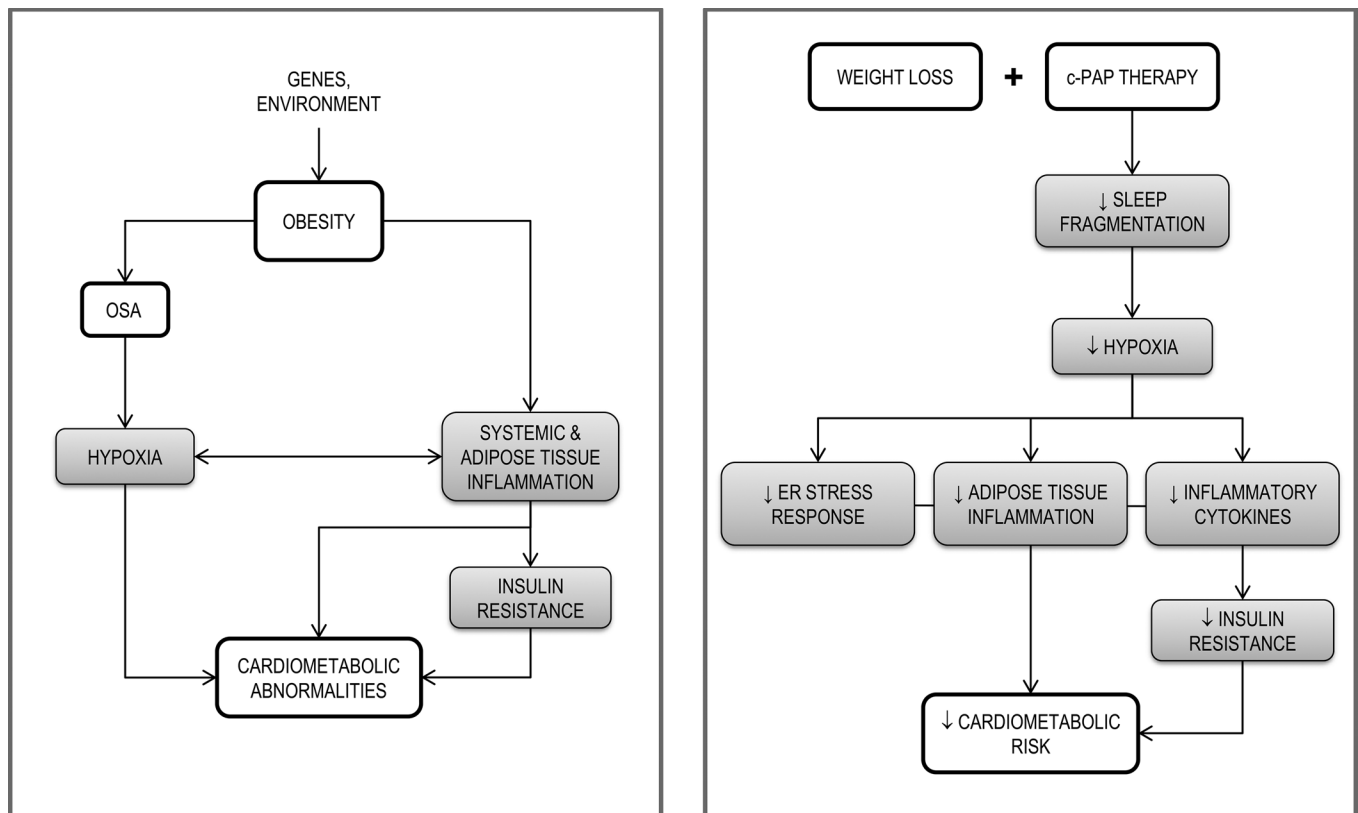 GENES,
ENVIRONMENT
OBESITY
OSA
HYPOXIA
SYSTEMIC &
ADIPOSE TISSUE
INFLAMMATION
INSULIN
RESISTANCE
CARDIOMETABOLIC
ABNORMALITIES
WEIGHT LOSS + c-PAP THERAPY
↓ SLEEP
FRAGMENTATION
↓ HYPOXIA
↓ ER STRESS
RESPONSE
↓ ADIPOSE TISSUE
INFLAMMATION
↓ INFLAMMATORY
CYTOKINES
↓ INSULIN
RESISTANCE
↓ CARDIOMETABOLIC
RISK